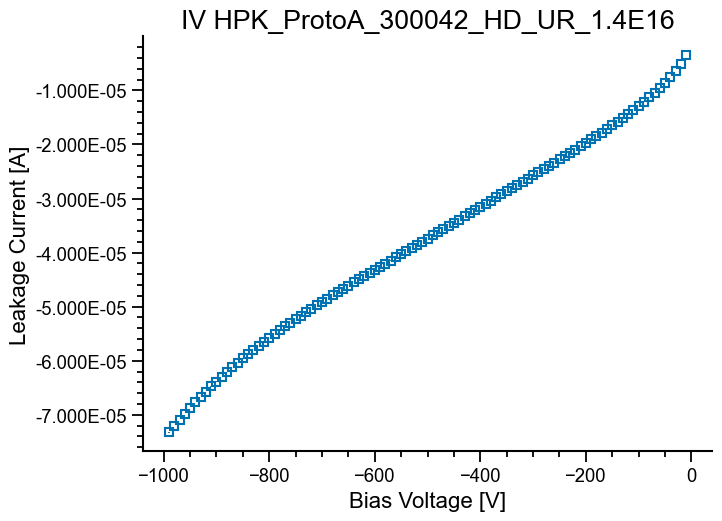 IV HPK_ProtoA_300042_HD_UR_1.4E16
-1.000E-05
-2.000E-05
-3.000E-05
-4.000E-05
-5.000E-05
-6.000E-05
-7.000E-05
Leakage Current [A]
−1000 −800 −600 −400 −200 0
Bias Voltage [V]